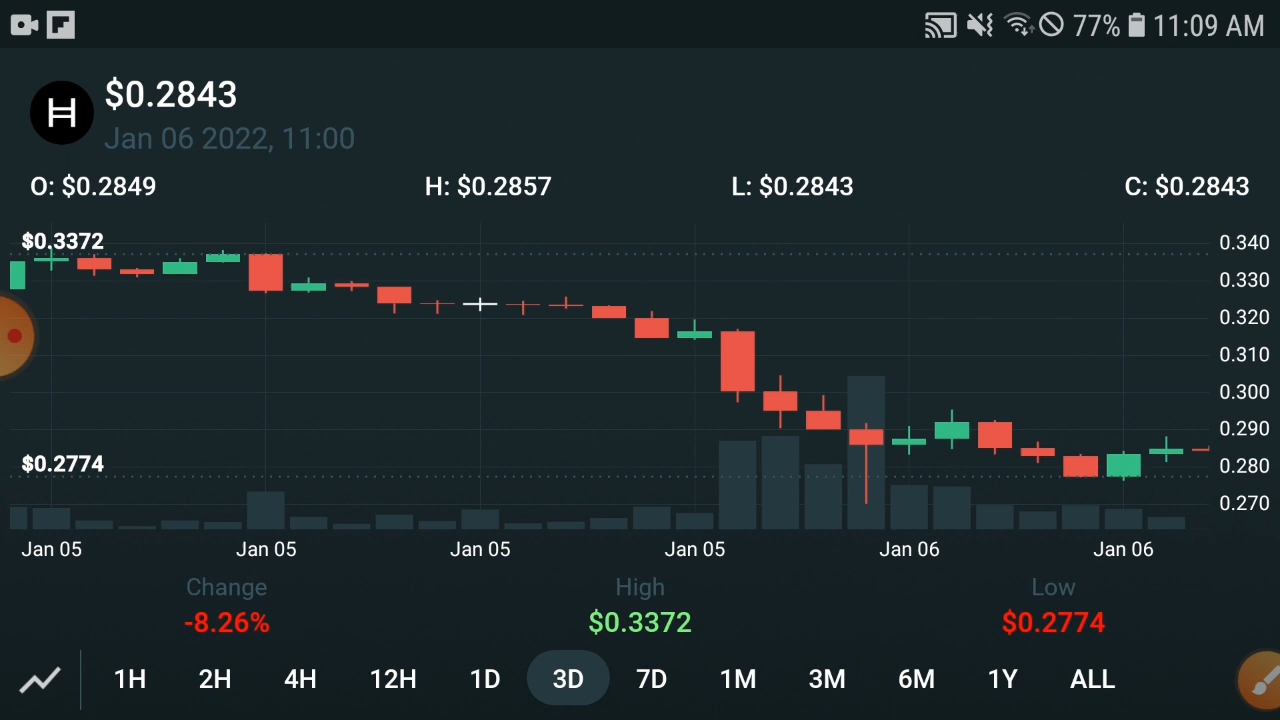 77% 11:09 AM
$0.2843
Jan 06 2022, 11:00
O: $0.2849 H: $0.2857 L: $0.2843 C: $0.2843
$0.3372
0.340
0.330
0.320
0.310
0.300
0.290
$0.2774
0.280
0.270
Jan 05 Jan 05 Jan 05 Jan 05 Jan 06 Jan 06
Change High Low
-8.26% $0.3372 $0.2774
1H 2H 4H 12H 1D 3D 7D 1M 3M 6M 1Y ALL